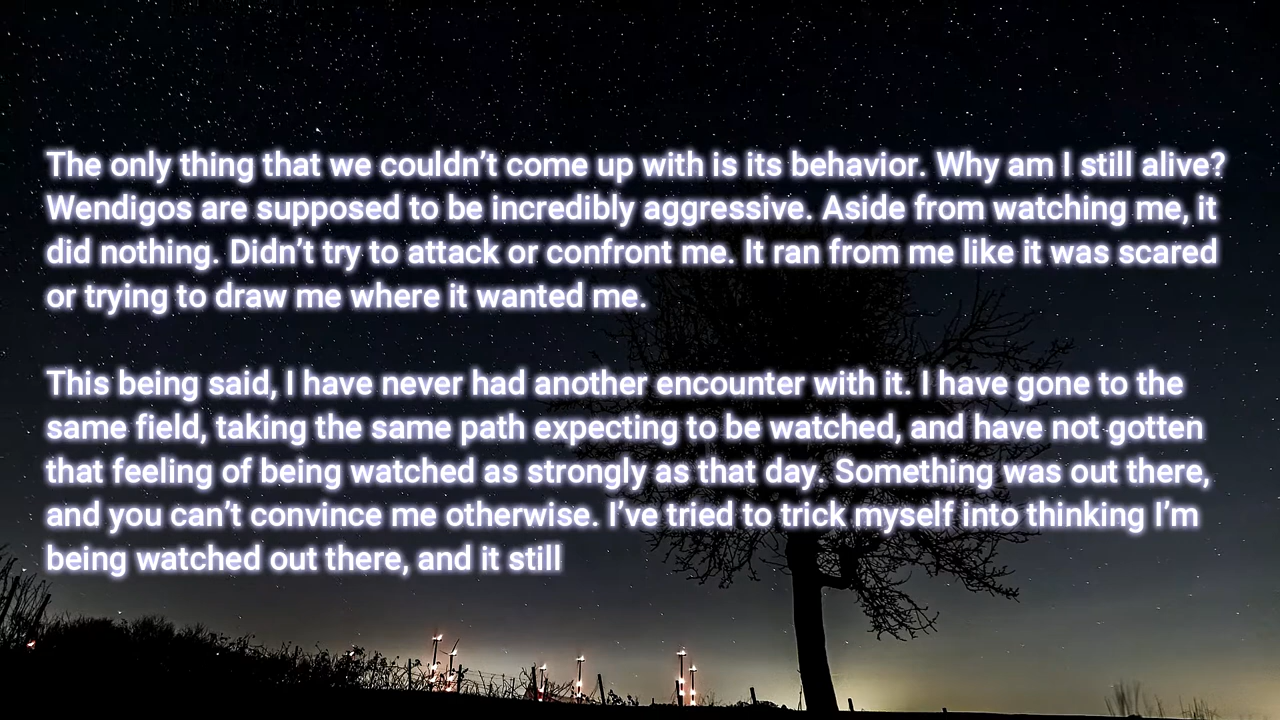 The only thing that we couldn’t come up with is its behavior. Why am I still alive?
Wendigos are supposed to be incredibly aggressive. Aside from watching me, it
did nothing. Didn’t try to attack or confront me. It ran from me like it was scared
or trying to draw me where it wanted me.
This being said, I have never had another encounter with it. I have gone to the
same field, taking the same path expecting to be watched, and have not gotten
that feeling of being watched as strongly as that day. Something was out there,
and you can’t convince me otherwise. I’ve tried to trick myself into thinking I’m
being watched out there, and it still